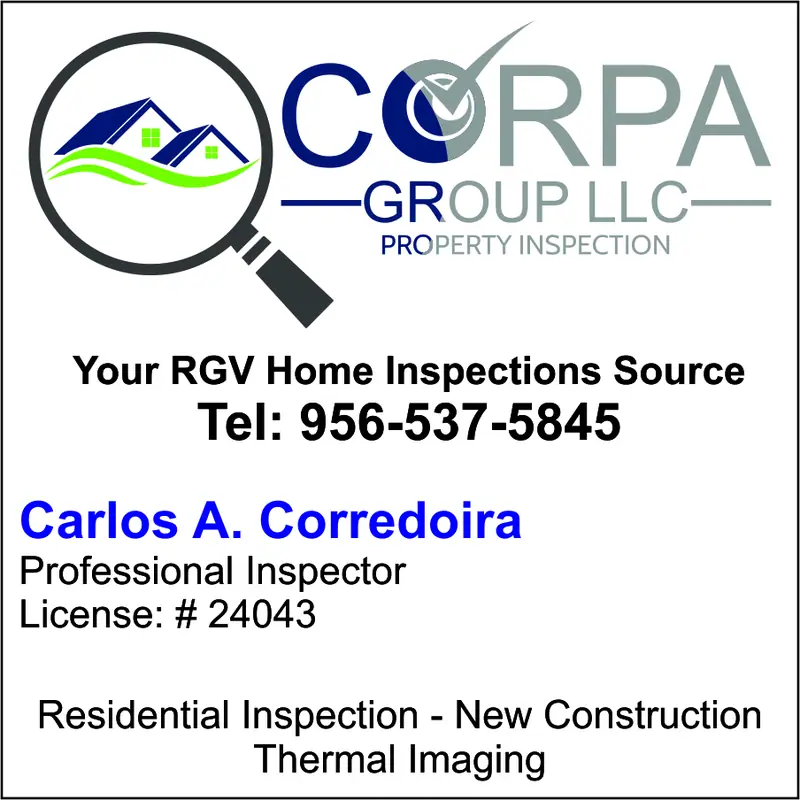 CORPA
GROUP LLC
PROPERTY INSPECTION
Your RGV Home Inspections Source
Tel: 956-537-5845
Carlos A. Corredoira
Professional Inspector
License: # 24043
Residential Inspection - New Construction
Thermal Imaging